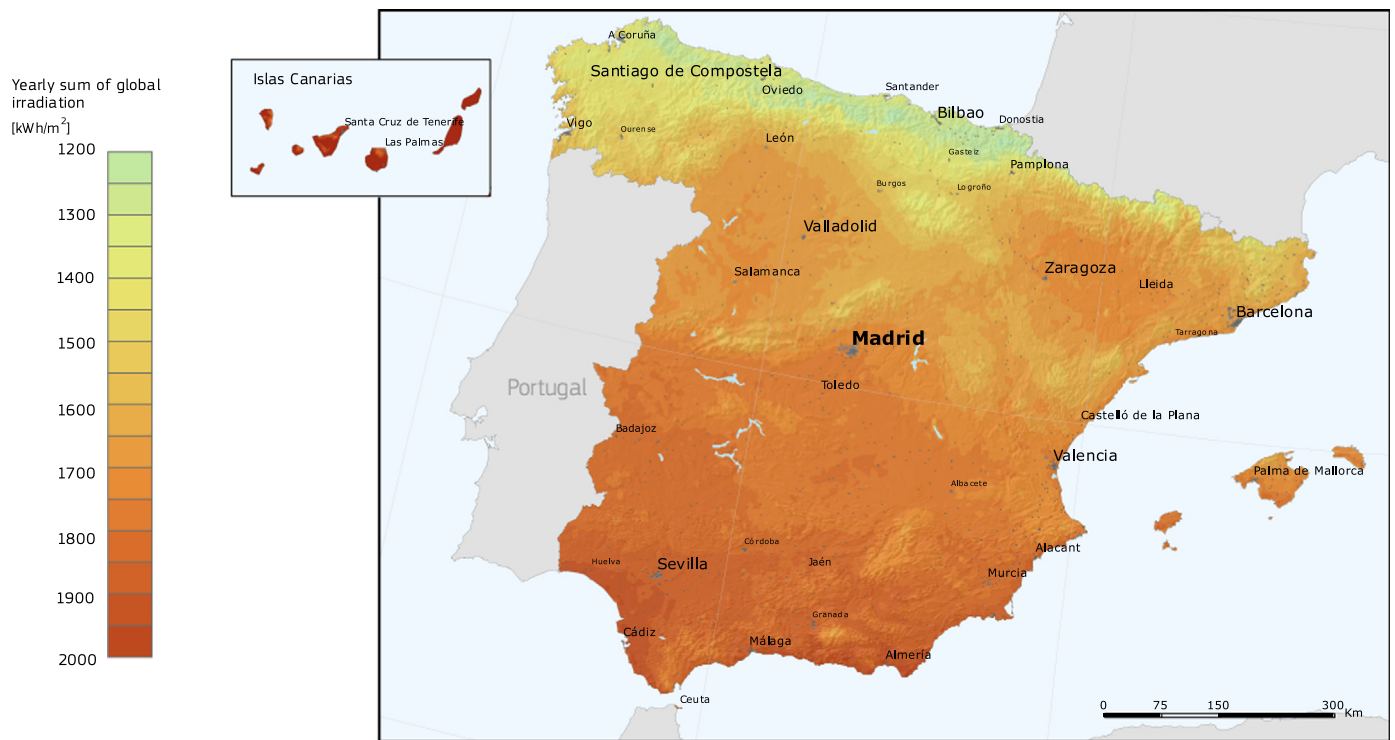 Yearly sum of global
irradiation
[kWh/m²]
1200
1300
1400
1500
1600
1700
1800
1900
2000
Islas Canarias
Santa Cruz de Tenerife
Las Palmas
A Coruña
Santiago de Compostela
Oviedo
Santander
Bilbao
Donostia
Vigo
Ourense
León
Gasteiz
Pamplona
Burgos
Logroño
Valladolid
Salamanca
Zaragoza
Lleida
Barcelona
Tarragona
Madrid
Portugal
Toledo
Castelló de la Plana
Badajoz
Valencia
Palma de Mallorca
Albacete
Córdoba
Alacant
Huelva
Sevilla
Jaén
Murcia
Granada
Cádiz
Málaga
Almería
Ceuta
0 75 150 300
Km